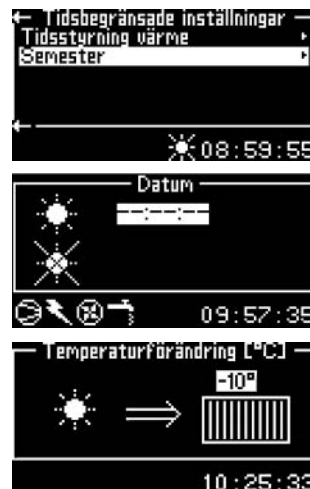 Tidsbegränsade inställningar
Tidsstyrning värme
Semester
08:59:55
Datum
--:--:--
09:57:35
Temperaturförändring [°C]
-10°
10:25:33